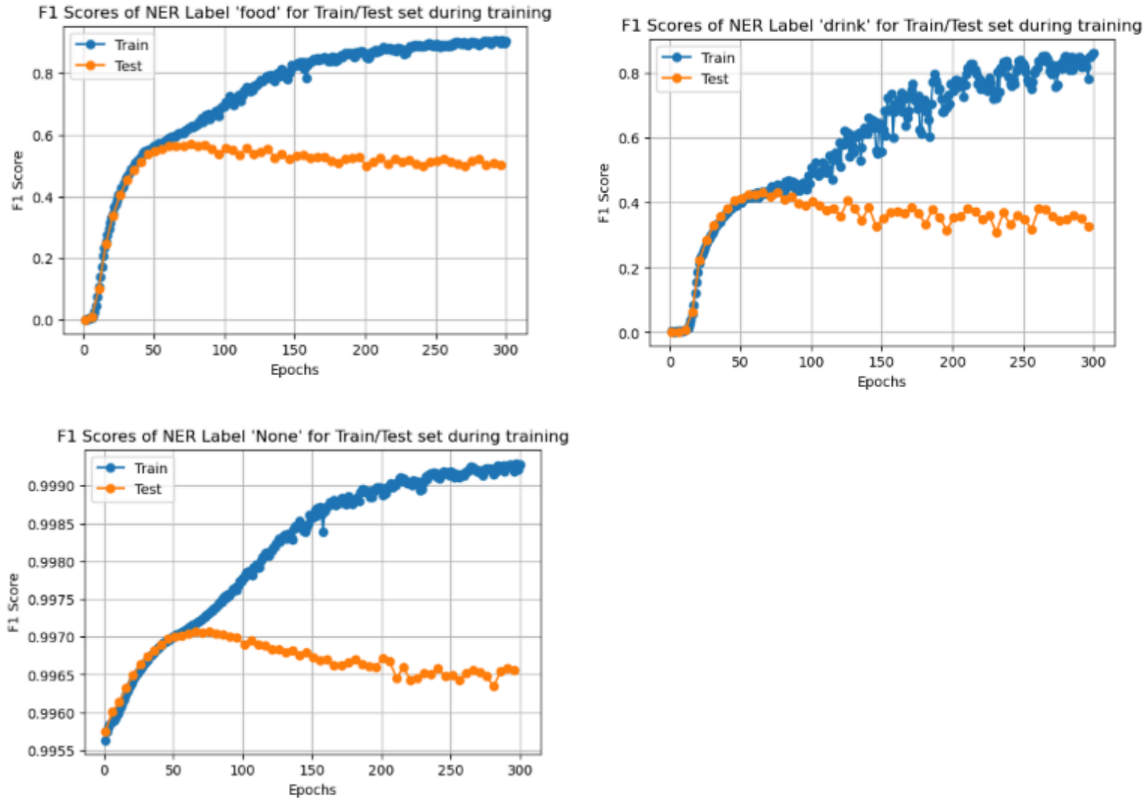 F1 Scores of NER Label 'food' for Train/Test set during training
Train
Test
0.8
0.6
0.4
0.2
0.0
F1 Score
0 50 100 150 200 250 300
Epochs
F1 Scores of NER Label 'drink' for Train/Test set during training
Train
Test
0.8
0.6
0.4
0.2
0.0
F1 Score
0 50 100 150 200 250 300
Epochs
F1 Scores of NER Label 'None' for Train/Test set during training
Train
Test
0.9990
0.9985
0.9980
0.9975
0.9970
0.9965
0.9960
0.9955
F1 Score
0 50 100 150 200 250 300
Epochs